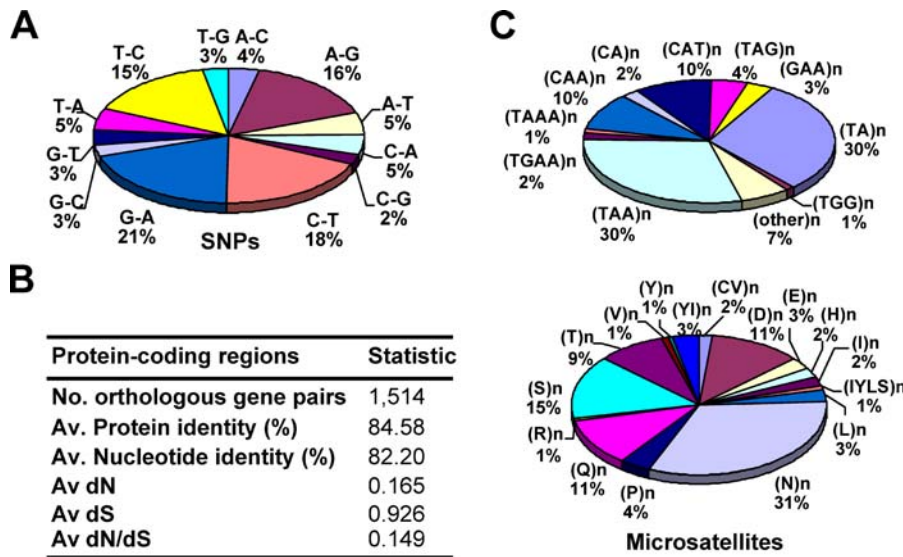 A
T-G
3%
A-C
4%
A-G
16%
A-T
5%
C-A
5%
C-G
2%
C-T
18%
G-A
21%
G-C
3%
G-T
3%
T-A
5%
T-C
15%
SNPs
B
Protein-coding regions Statistic
No. orthologous gene pairs 1,514
Av. Protein identity (%) 84.58
Av. Nucleotide identity (%) 82.20
Av dN 0.165
Av dS 0.926
Av dN/dS 0.149
C
(CA)n
2%
(CAT)n
10%
(TAG)n
4%
(GAA)n
3%
(TA)n
30%
(TGG)n
1%
(other)n
7%
(TAA)n
30%
(TGAA)n
2%
(TAAA)n
1%
(CAA)n
10%
(Y)n
1%
(YI)n
3%
(CV)n
2%
(D)n
11%
(E)n
3%
(H)n
2%
(I)n
2%
(IYLS)n
1%
(L)n
3%
(N)n
31%
(P)n
4%
(Q)n
11%
(R)n
1%
(S)n
15%
(T)n
9%
(V)n
1%
Microsatellites